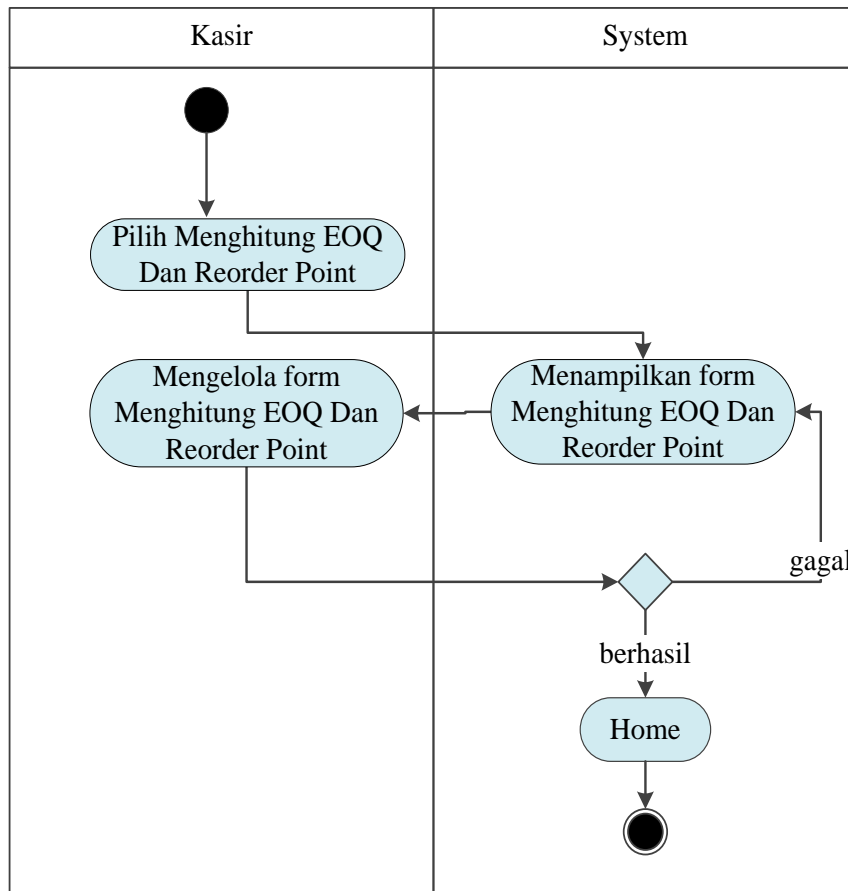 Kasir
System
Pilih Menghitung EOQ
Dan Reorder Point
Mengelola form
Menghitung EOQ Dan
Reorder Point
Menampilkan form
Menghitung EOQ Dan
Reorder Point
gagal
berhasil
Home